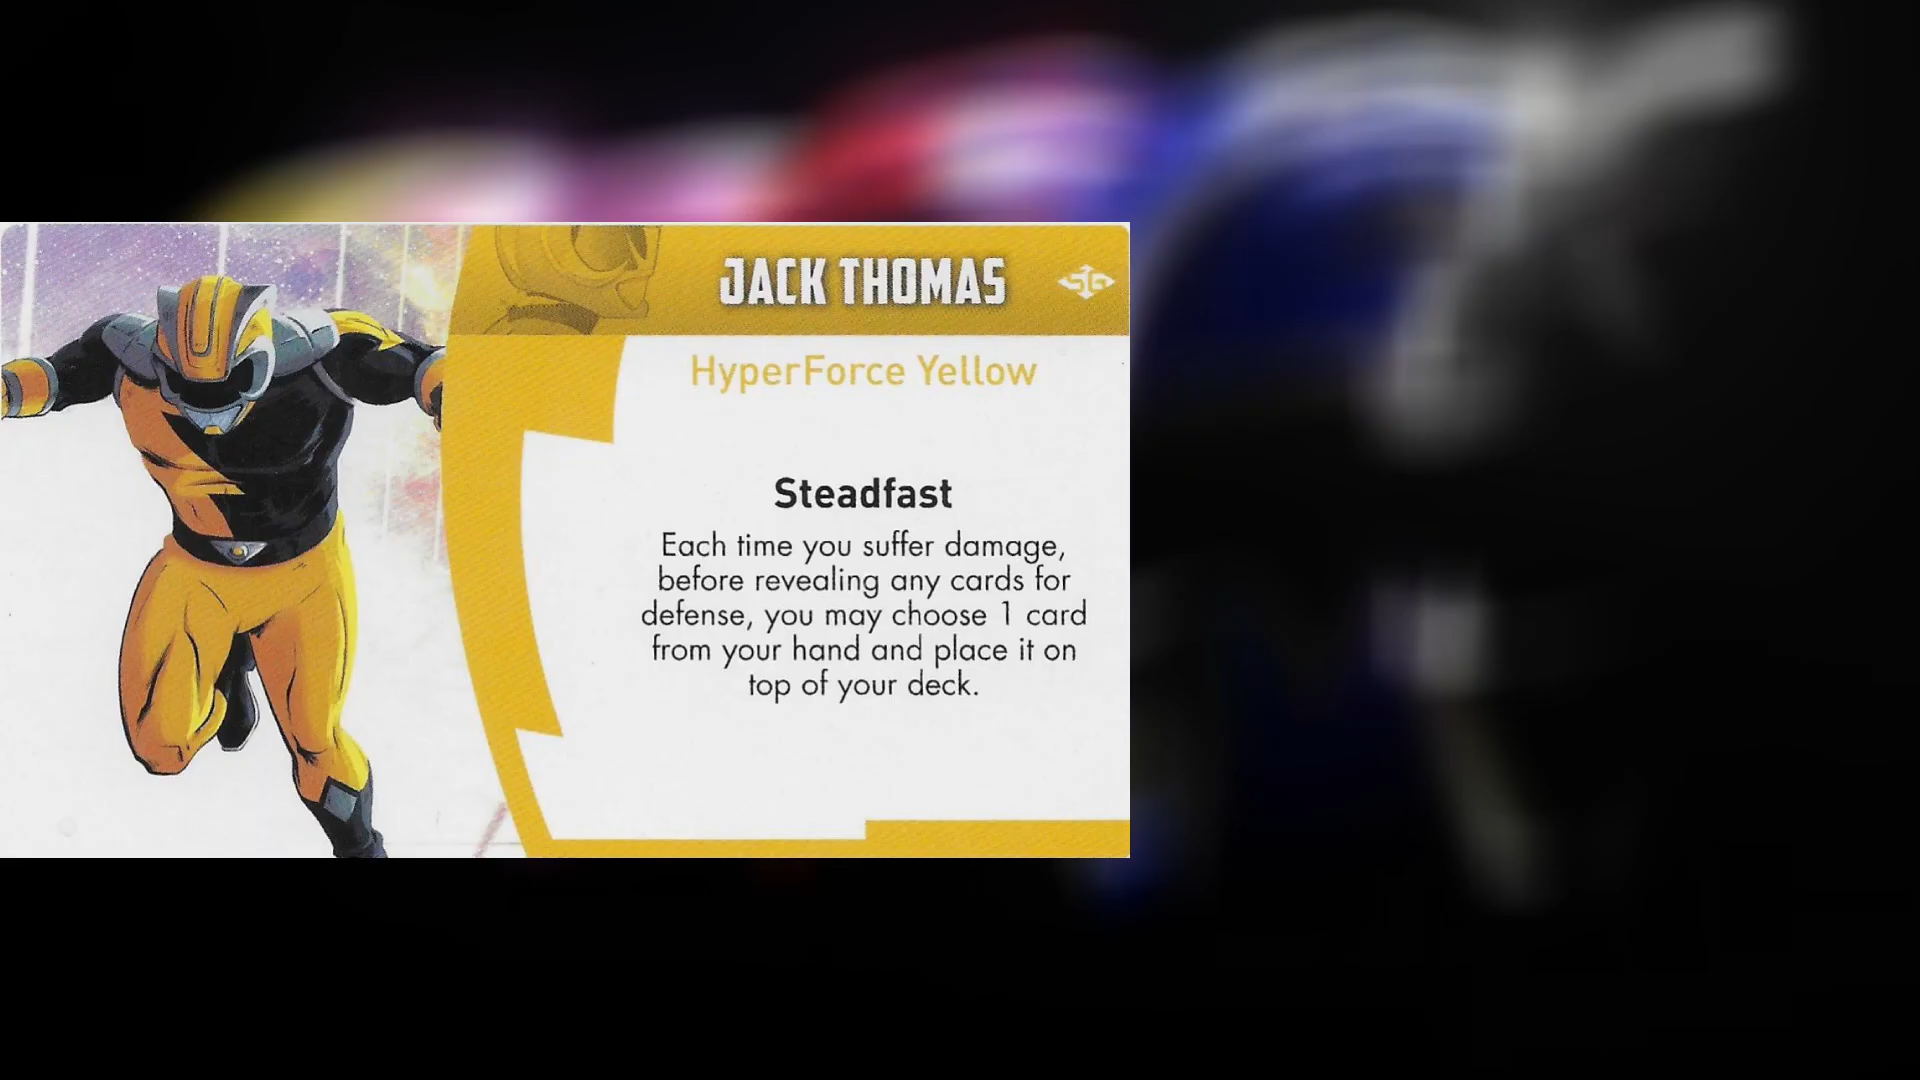 JACK THOMAS
SG
HyperForce Yellow
Steadfast
Each time you suffer damage,
before revealing any cards for
defense, you may choose 1 card
from your hand and place it on
top of your deck.